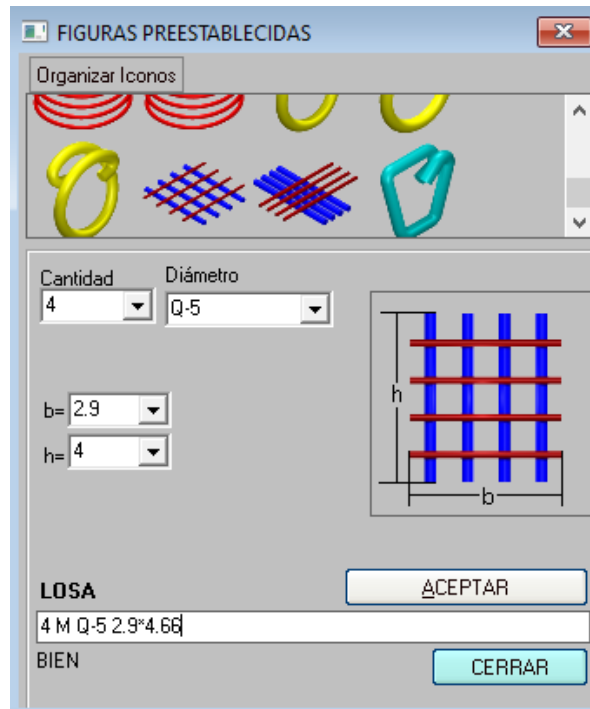 FIGURAS PREESTABLECIDAS
Organizar Iconos
Cantidad Diámetro
4 Q-5
h
b= 2.9
h= 4
b
LOSA ACEPTAR
4 M Q-5 2.9*4.66
BIEN CERRAR